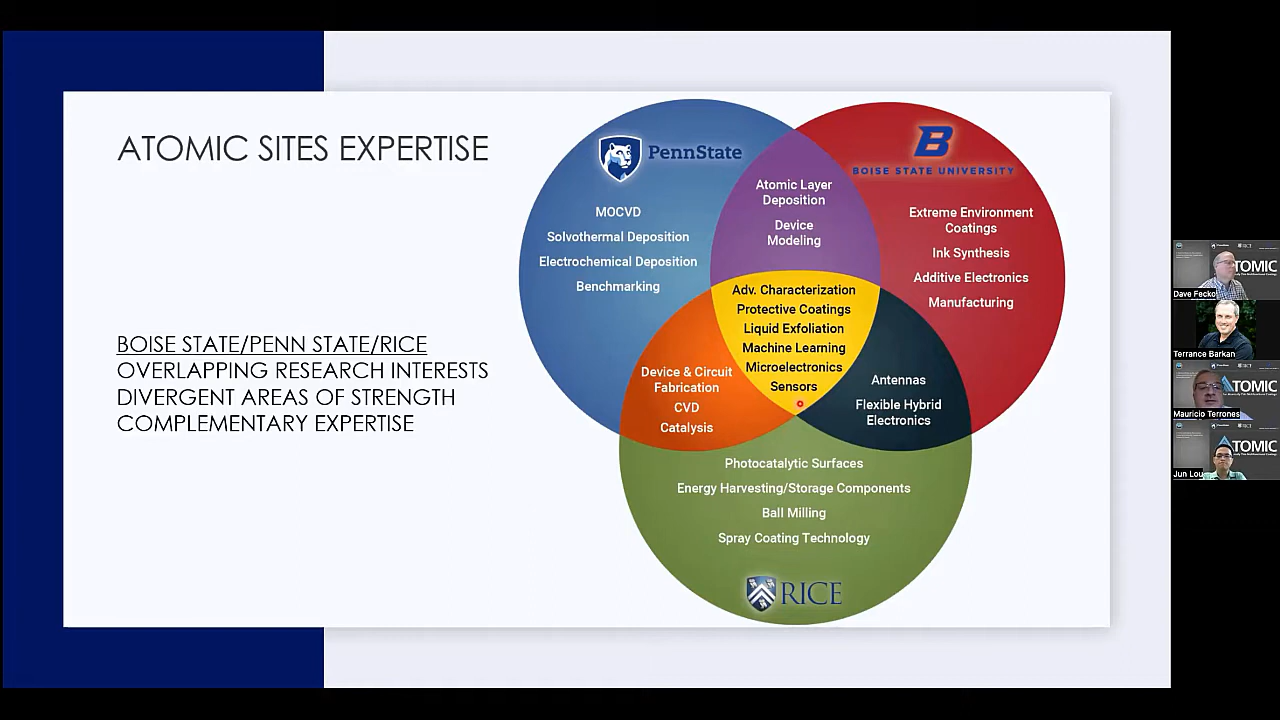 ATOMIC SITES EXPERTISE
BOISE STATE/PENN STATE/RICE
OVERLAPPING RESEARCH INTERESTS
DIVERGENT AREAS OF STRENGTH
COMPLEMENTARY EXPERTISE
PennState
MOCVD
Solvothermal Deposition
Electrochemical Deposition
Benchmarking
Atomic Layer
Deposition
Device
Modeling
B
BOISE STATE UNIVERSITY
Extreme Environment
Coatings
Ink Synthesis
Additive Electronics
Manufacturing
Adv. Characterization
Protective Coatings
Liquid Exfoliation
Machine Learning
Microelectronics
Sensors
Device & Circuit
Fabrication
CVD
Catalysis
Antennas
Flexible Hybrid
Electronics
Photocatalytic Surfaces
Energy Harvesting/Storage Components
Ball Milling
Spray Coating Technology
RICE
TOMIC
Dave Fecko
Terrance Barkan
ATOMIC
Mauricio Terrones
ATOMIC
Jun Lou